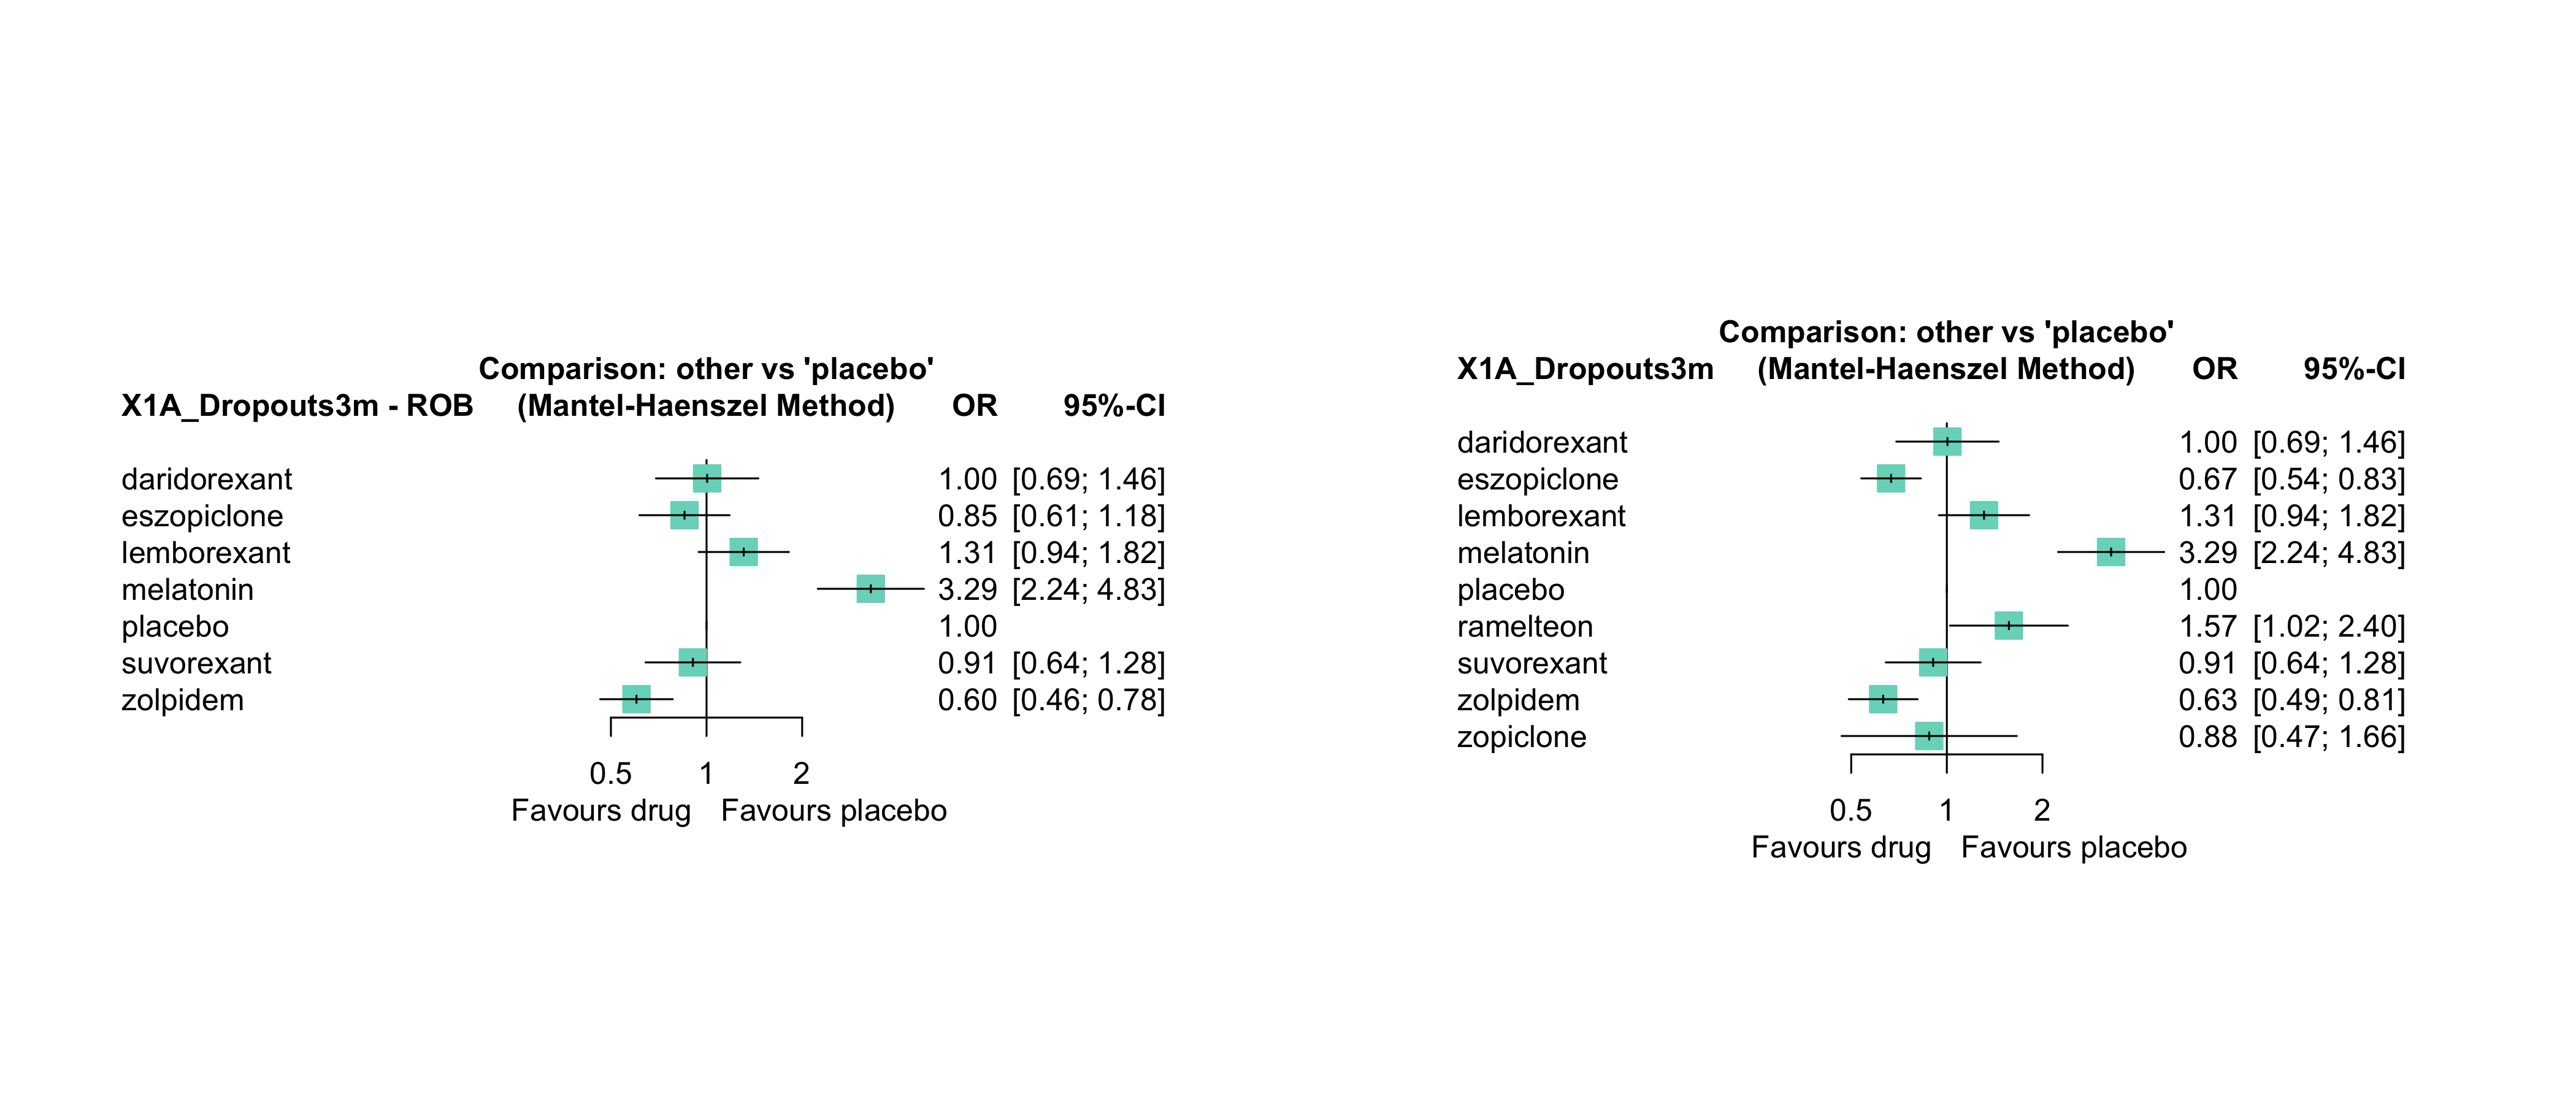 Comparison: other vs 'placebo'
X1A_Dropouts3m - ROB (Mantel-Haenszel Method) OR 95%-CI
daridorexant 1.00 [0.69; 1.46]
eszopiclone 0.85 [0.61; 1.18]
lemborexant 1.31 [0.94; 1.82]
melatonin 3.29 [2.24; 4.83]
placebo 1.00
suvorexant 0.91 [0.64; 1.28]
zolpidem 0.60 [0.46; 0.78]
0.5 1 2
Favours drug Favours placebo
Comparison: other vs 'placebo'
X1A_Dropouts3m (Mantel-Haenszel Method) OR 95%-CI
daridorexant 1.00 [0.69; 1.46]
eszopiclone 0.67 [0.54; 0.83]
lemborexant 1.31 [0.94; 1.82]
melatonin 3.29 [2.24; 4.83]
placebo 1.00
ramelteon 1.57 [1.02; 2.40]
suvorexant 0.91 [0.64; 1.28]
zolpidem 0.63 [0.49; 0.81]
zopiclone 0.88 [0.47; 1.66]
0.5 1 2
Favours drug Favours placebo